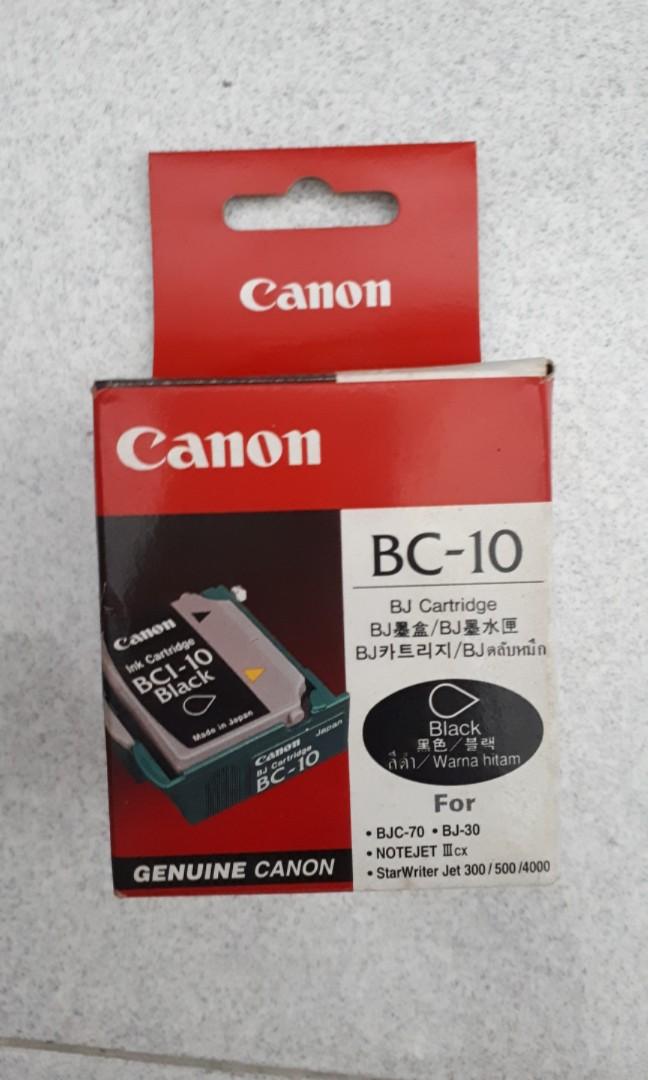 Canon
Canon
BC-10
BJ Cartridge
BJ墨盒/BJ墨水匣
BJ카트리지/BJตลับหมึก
Black
黑色/블랙
สีดำ/Warna hitam
For
• BJC-70 • BJ-30
• NOTEJET Ⅲcx
• StarWriter Jet 300/500/4000
Canon
Ink Cartridge
BCI-10
Black
Made in Japan
Canon
Japan
BJ Cartridge
BC-10
GENUINE CANON